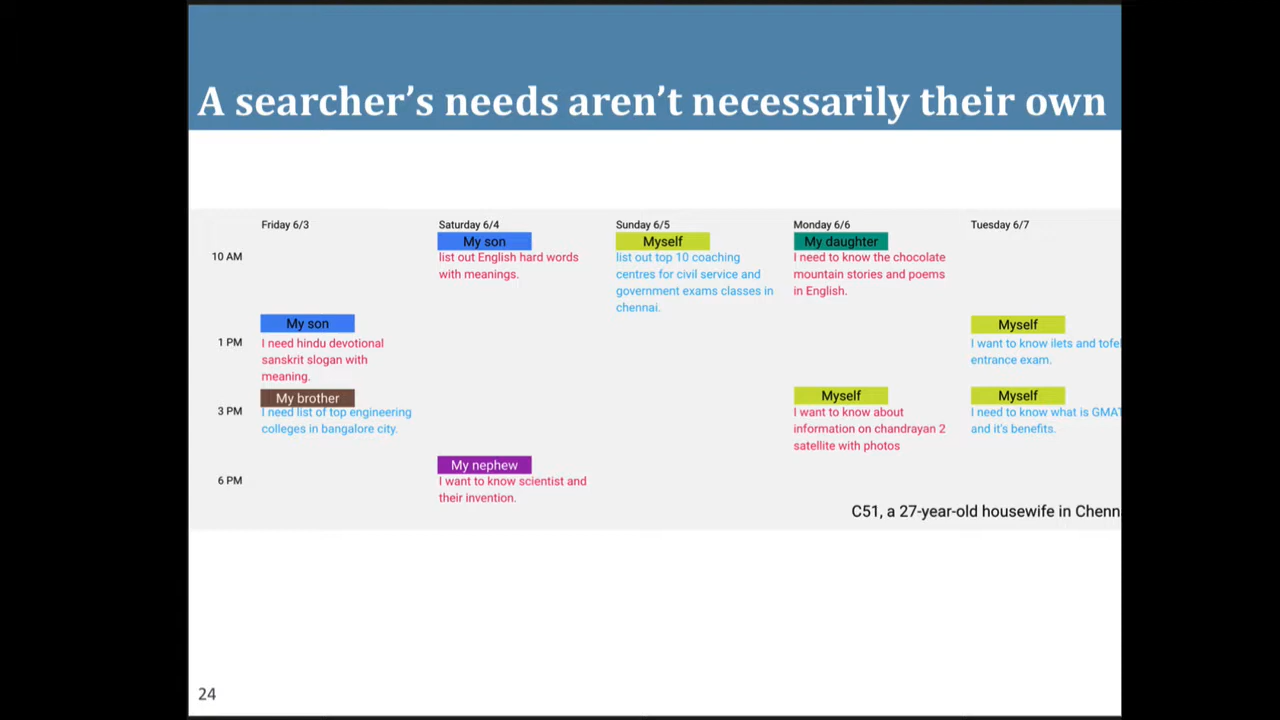 A searcher’s needs aren’t necessarily their own
Friday 6/3
Saturday 6/4
Sunday 6/5
Monday 6/6
Tuesday 6/7
10 AM
My son
list out English hard words
with meanings.
Myself
list out top 10 coaching
centres for civil service and
government exams classes in
chennai.
My daughter
I need to know the chocolate
mountain stories and poems
in English.
1 PM
My son
I need hindu devotional
sanskrit slogan with
meaning.
Myself
I want to know ilets and tofel
entrance exam.
3 PM
My brother
I need list of top engineering
colleges in bangalore city.
Myself
I want to know about
information on chandrayan 2
satellite with photos
Myself
I need to know what is GMAT
and it's benefits.
6 PM
My nephew
I want to know scientist and
their invention.
C51, a 27-year-old housewife in Chenn
24